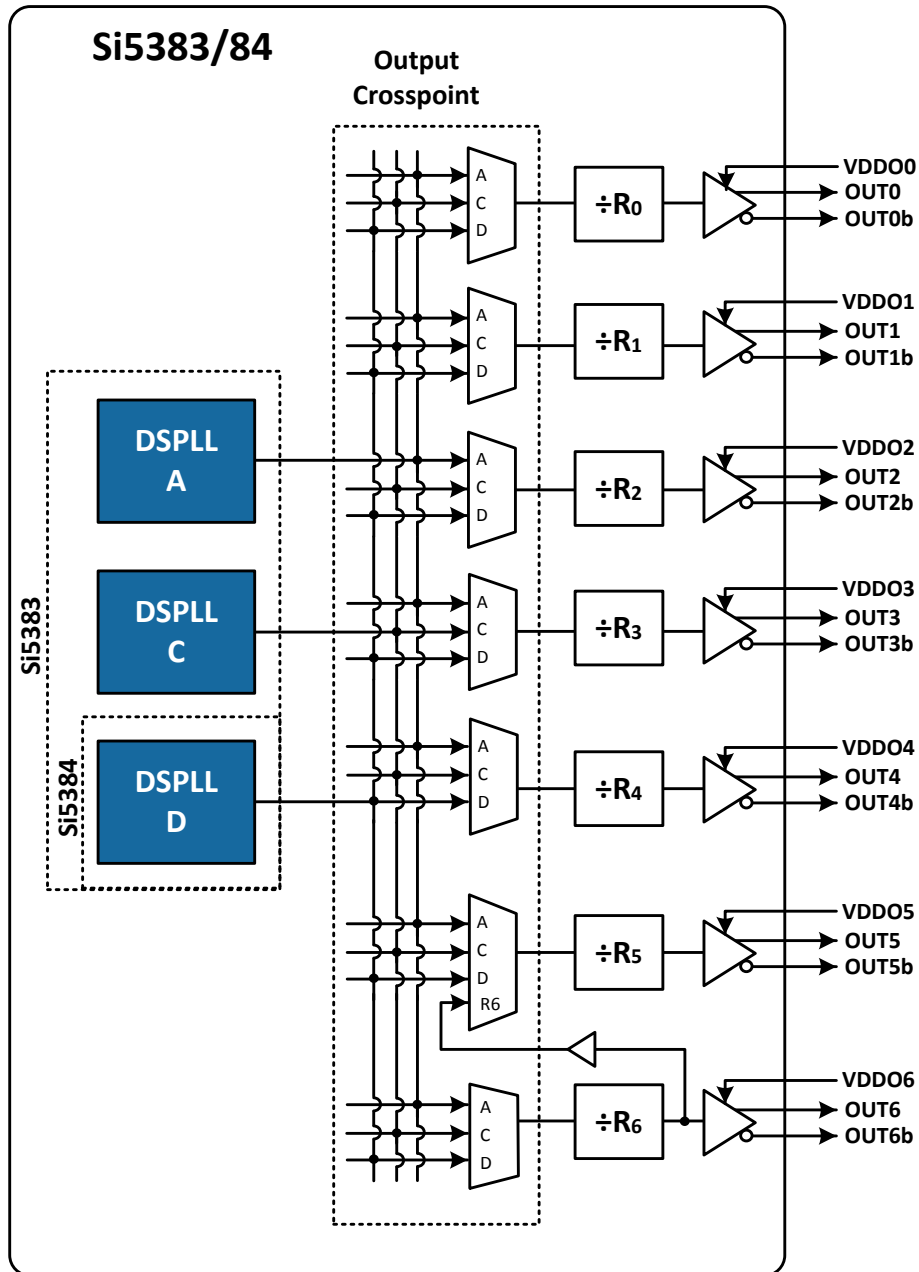 Si5383/84
Output
Crosspoint
A
C
D
÷R0
VDDO0
OUT0
OUT0b
A
C
D
÷R1
VDDO1
OUT1
OUT1b
DSPLL
A
A
C
D
÷R2
VDDO2
OUT2
OUT2b
Si5383
DSPLL
C
A
C
D
÷R3
VDDO3
OUT3
OUT3b
Si5384
DSPLL
D
A
C
D
÷R4
VDDO4
OUT4
OUT4b
A
C
D
R6
÷R5
VDDO5
OUT5
OUT5b
A
C
D
÷R6
VDDO6
OUT6
OUT6b